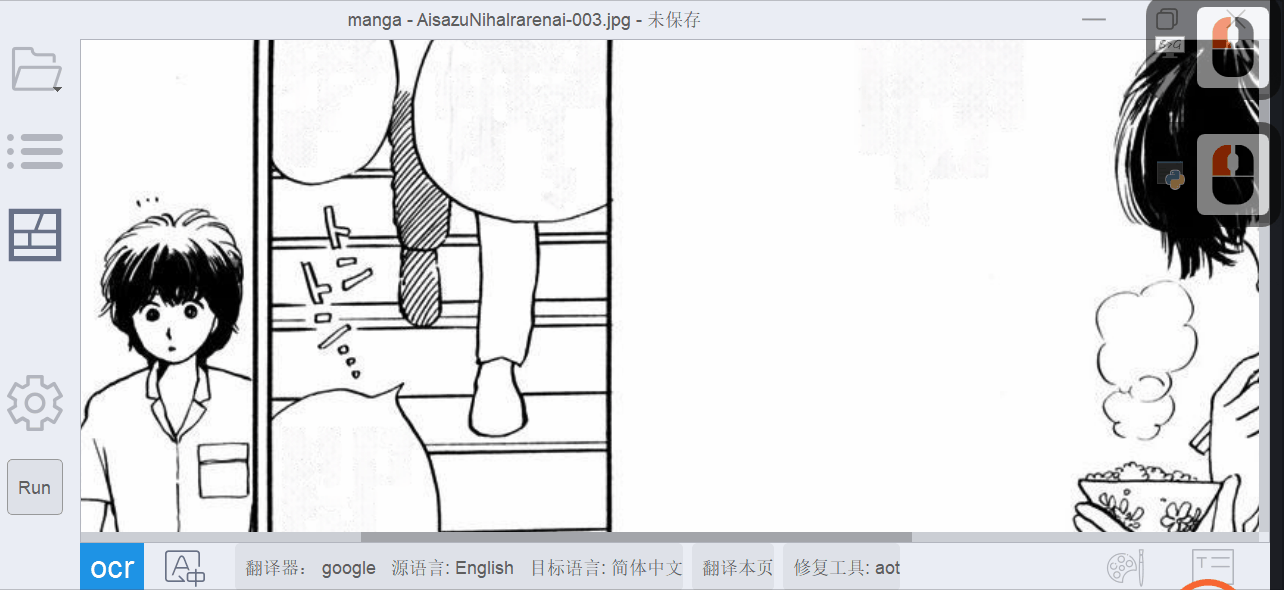 manga - AisazuNihaIrarenai-003.jpg - 未保存
トン
トン…
Run
ocr
翻译器： google 源语言: English 目标语言: 简体中文 翻译本页 修复工具: aot